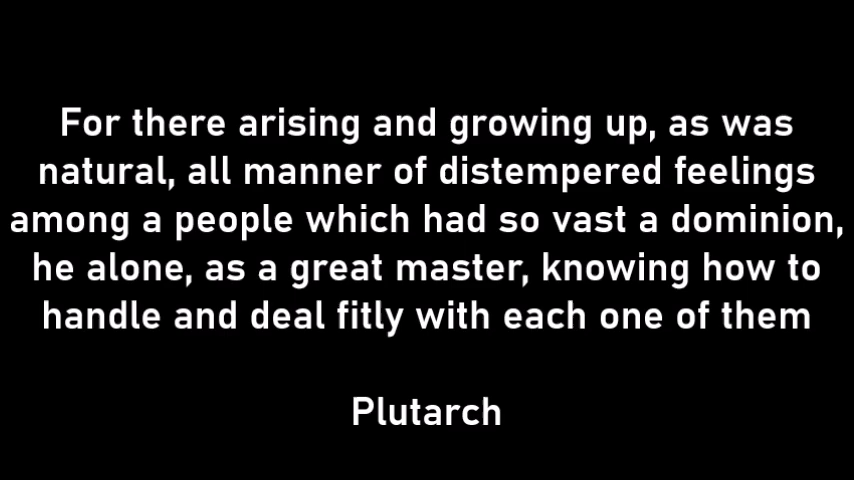 For there arising and growing up, as was
natural, all manner of distempered feelings
among a people which had so vast a dominion,
he alone, as a great master, knowing how to
handle and deal fitly with each one of them
Plutarch